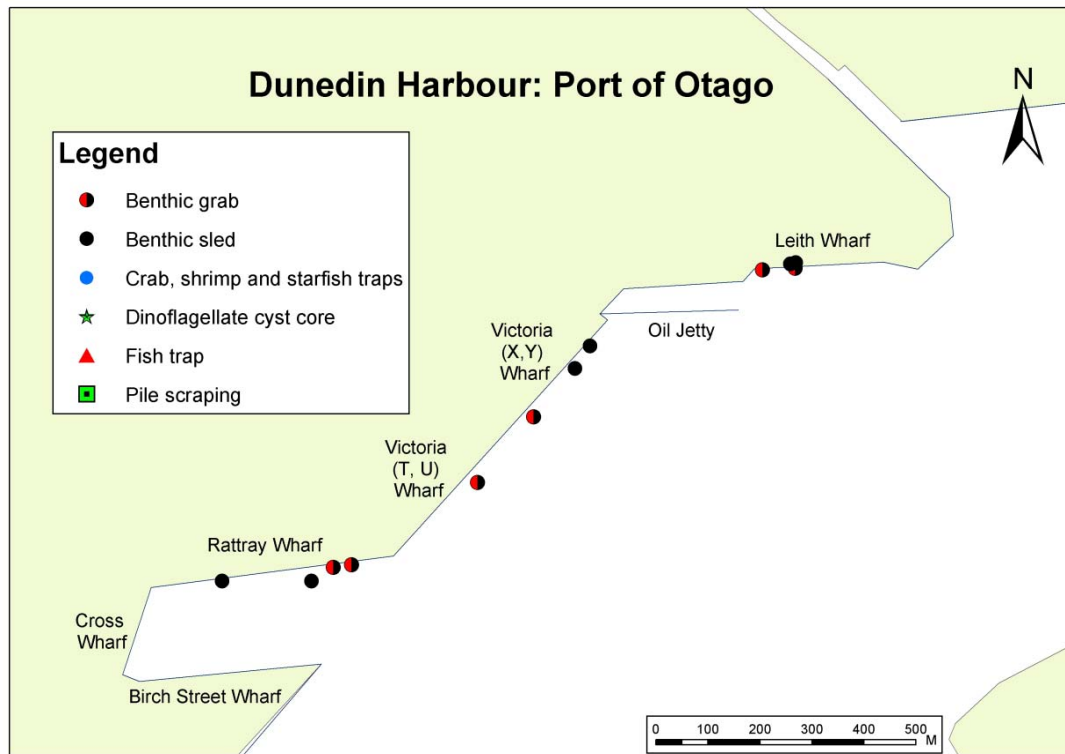 Dunedin Harbour: Port of Otago
N
Legend
Benthic grab
Benthic sled
Crab, shrimp and starfish traps
Dinoflagellate cyst core
Fish trap
Pile scraping
Leith Wharf
Oil Jetty
Victoria
(X,Y)
Wharf
Victoria
(T, U)
Wharf
Rattray Wharf
Cross
Wharf
Birch Street Wharf
0 100 200 300 400 500
M